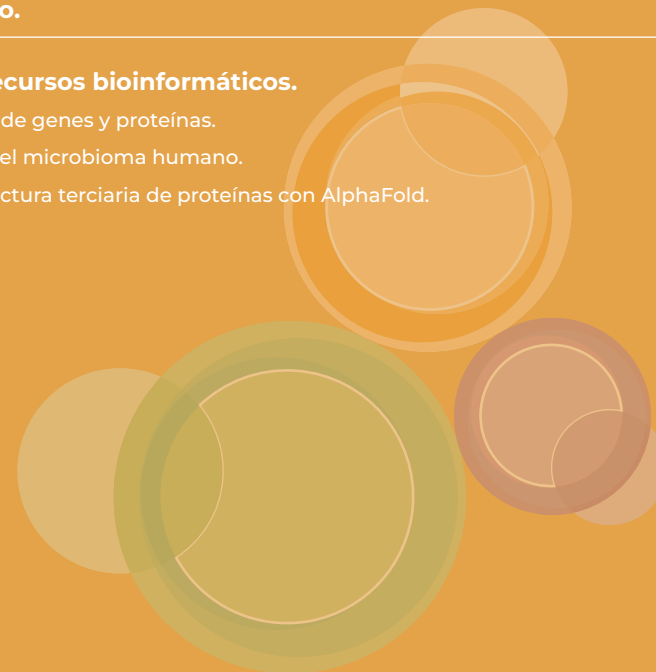 o.
ecursos bioinformáticos.
de genes y proteínas.
el microbioma humano.
ctura terciaria de proteínas con AlphaFold.